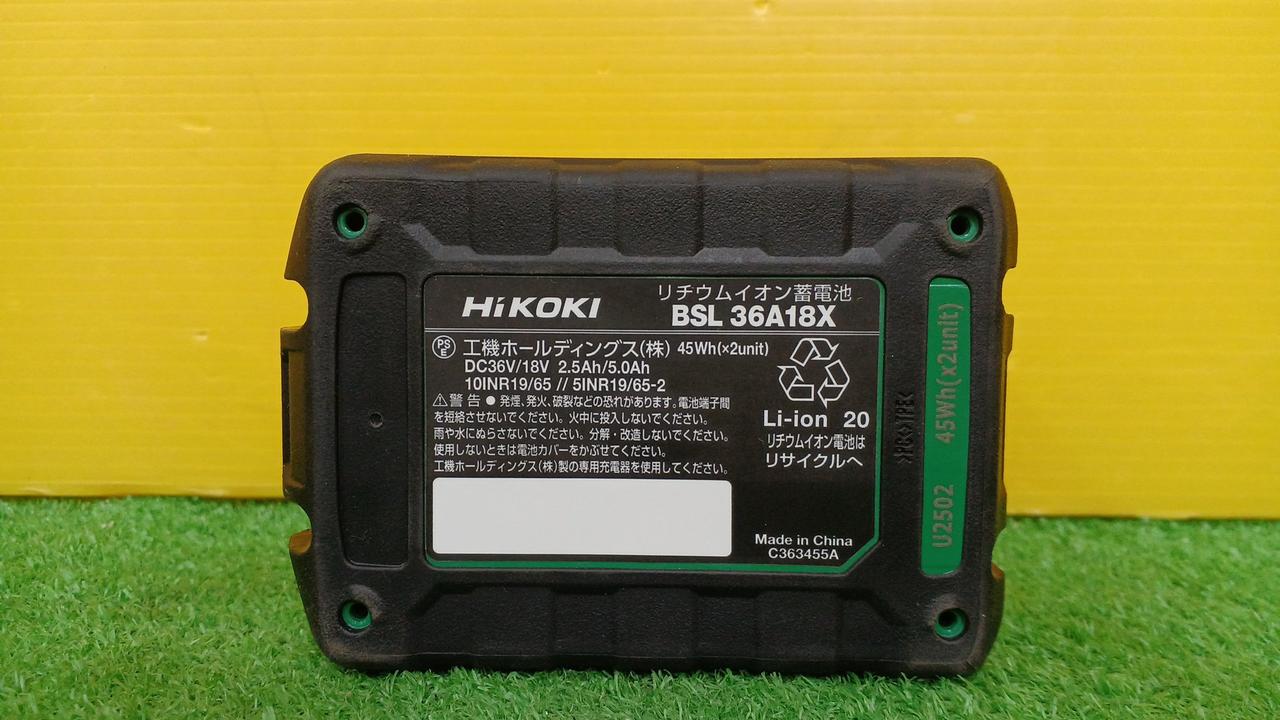 HiKOKI
リチウムイオン蓄電池
BSL 36A18X
PS
E
工機ホールディングス(株) 45Wh(×2unit)
DC36V/18V 2.5Ah/5.0Ah
10INR19/65 // 5INR19/65-2
⚠警告 ● 発煙、発火、破裂などの恐れがあります。電池端子間
を短絡させないでください。火中に投入しないでください。
雨や水にぬらさないでください。分解・改造しないでください。
使用しないときは電池カバーをかぶせてください。
工機ホールディングス(株)製の専用充電器を使用してください。
Li-ion 20
リチウムイオン電池は
リサイクルへ
Made in China
C363455A
>PC+TPE<
U2502 45Wh(x2unit)